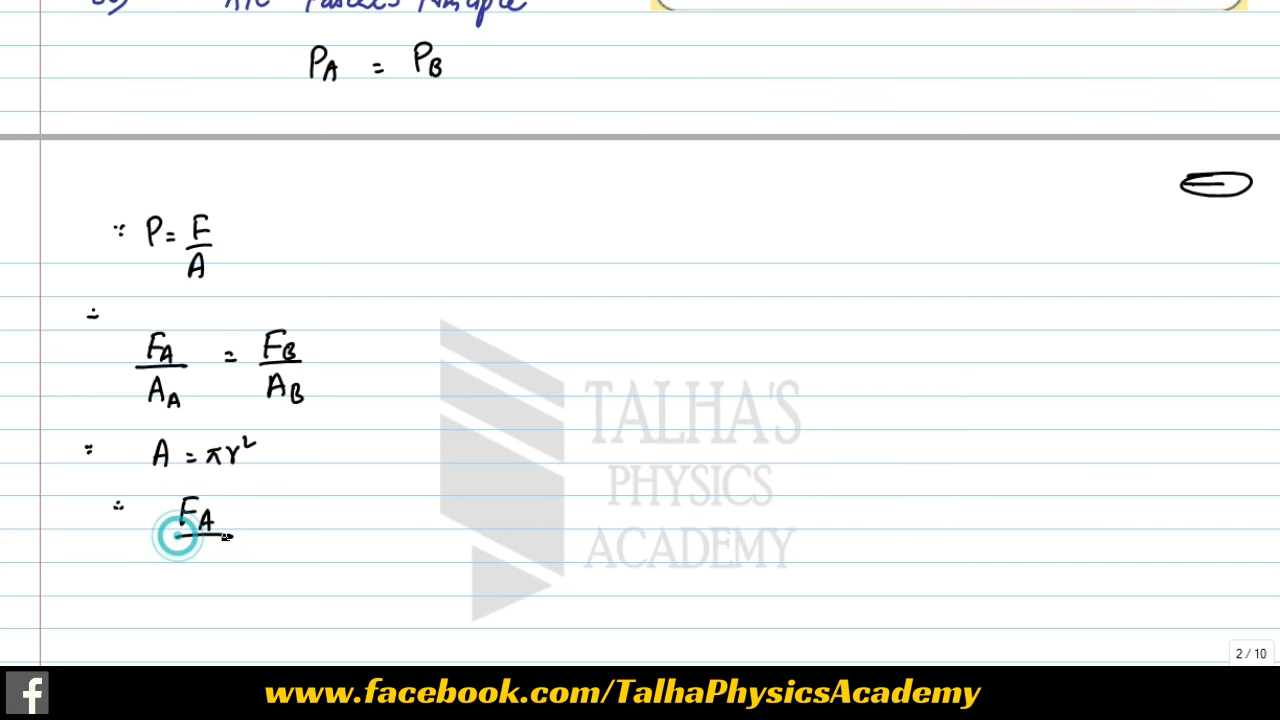 P_A = P_B
∵ P = F/A
∴
F_A/A_A = F_B/A_B
∵ A = πr²
∴ F_A
TALHA'S
PHYSICS
ACADEMY
2 / 10
f www.facebook.com/TalhaPhysicsAcademy